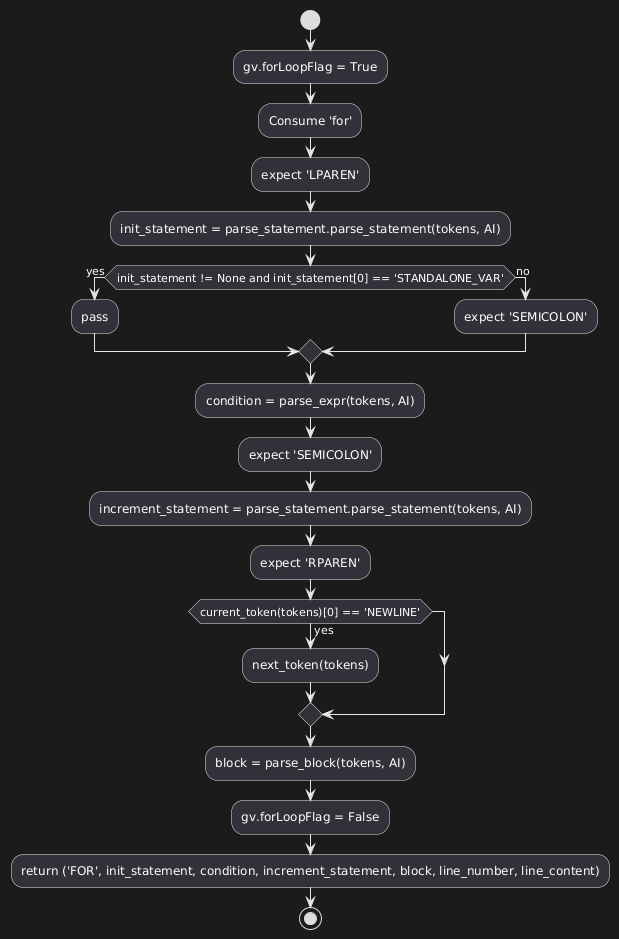 gv.forLoopFlag = True
Consume 'for'
expect 'LPAREN'
init_statement = parse_statement.parse_statement(tokens, AI)
yes
init_statement != None and init_statement[0] == 'STANDALONE_VAR'
no
pass
expect 'SEMICOLON'
condition = parse_expr(tokens, AI)
expect 'SEMICOLON'
increment_statement = parse_statement.parse_statement(tokens, AI)
expect 'RPAREN'
current_token(tokens)[0] == 'NEWLINE'
yes
next_token(tokens)
block = parse_block(tokens, AI)
gv.forLoopFlag = False
return ('FOR', init_statement, condition, increment_statement, block, line_number, line_content)